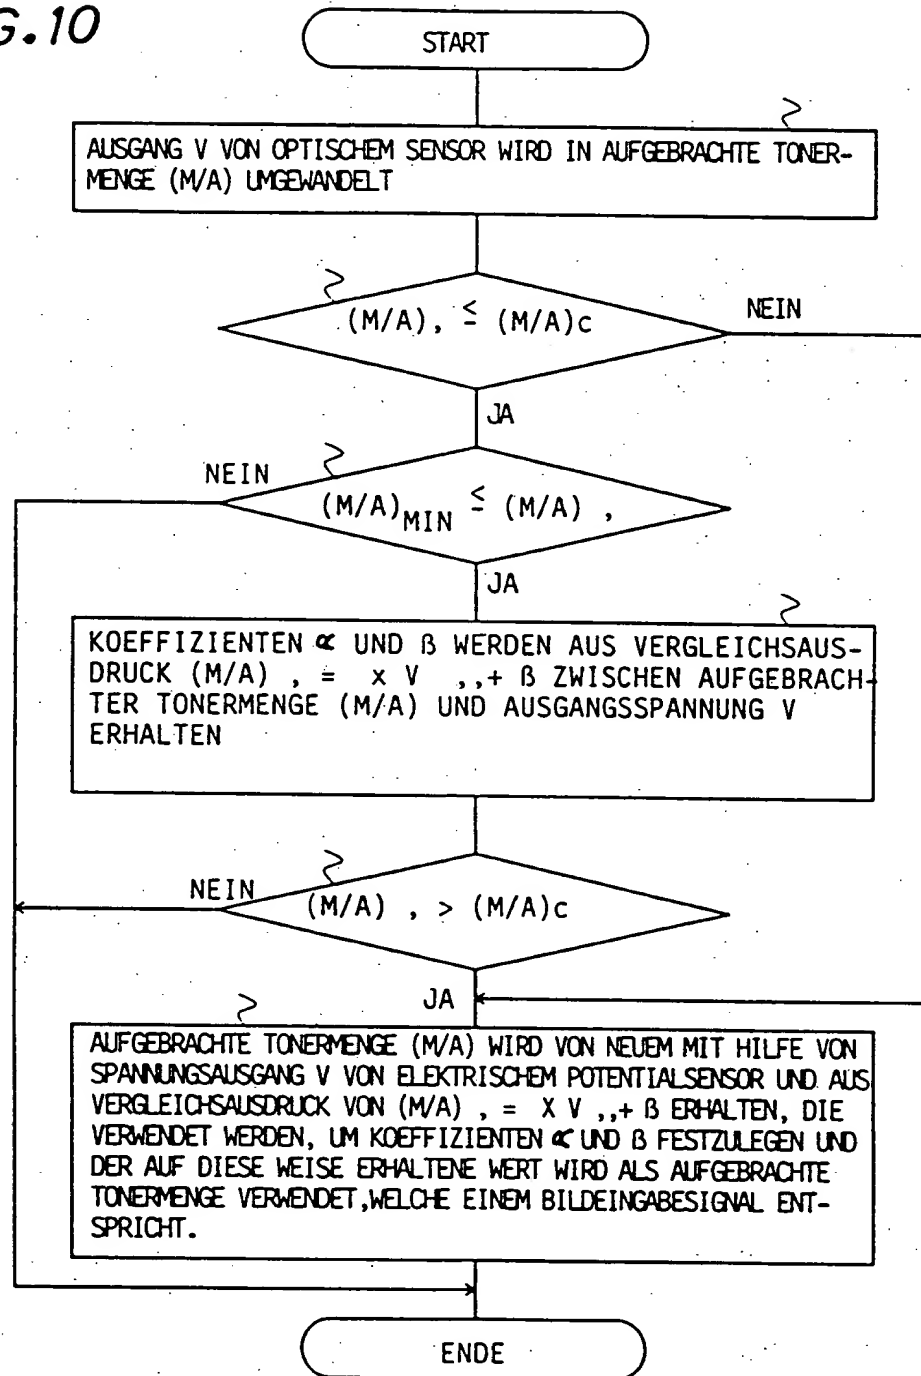 G.10
START
AUSGANG V VON OPTISCHEM SENSOR WIRD IN AUFGEBRACHTE TONER-
MENGE (M/A) UMGEWANDELT
(M/A), ≤ (M/A)c
NEIN
JA
NEIN
(M/A)MIN ≤ (M/A) ,
JA
KOEFFIZIENTEN α UND ß WERDEN AUS VERGLEICHSAUS-
DRUCK (M/A) , = x V ,,+ ß ZWISCHEN AUFGEBRACH-
TER TONERMENGE (M/A) UND AUSGANGSSPANNUNG V
ERHALTEN
NEIN
(M/A) , > (M/A)c
JA
AUFGEBRACHTE TONERMENGE (M/A) WIRD VON NEUEM MIT HILFE VON
SPANNUNGSAUSGANG V VON ELEKTRISCHEM POTENTIALSENSOR UND AUS
VERGLEICHSAUSDRUCK VON (M/A) , = X V ,,+ ß ERHALTEN, DIE
VERWENDET WERDEN, UM KOEFFIZIENTEN α UND ß FESTZULEGEN UND
DER AUF DIESE WEISE ERHALTENE WERT WIRD ALS AUFGEBRACHTE
TONERMENGE VERWENDET,WELCHE EINEM BILDEINGABESIGNAL ENT-
SPRICHT.
ENDE